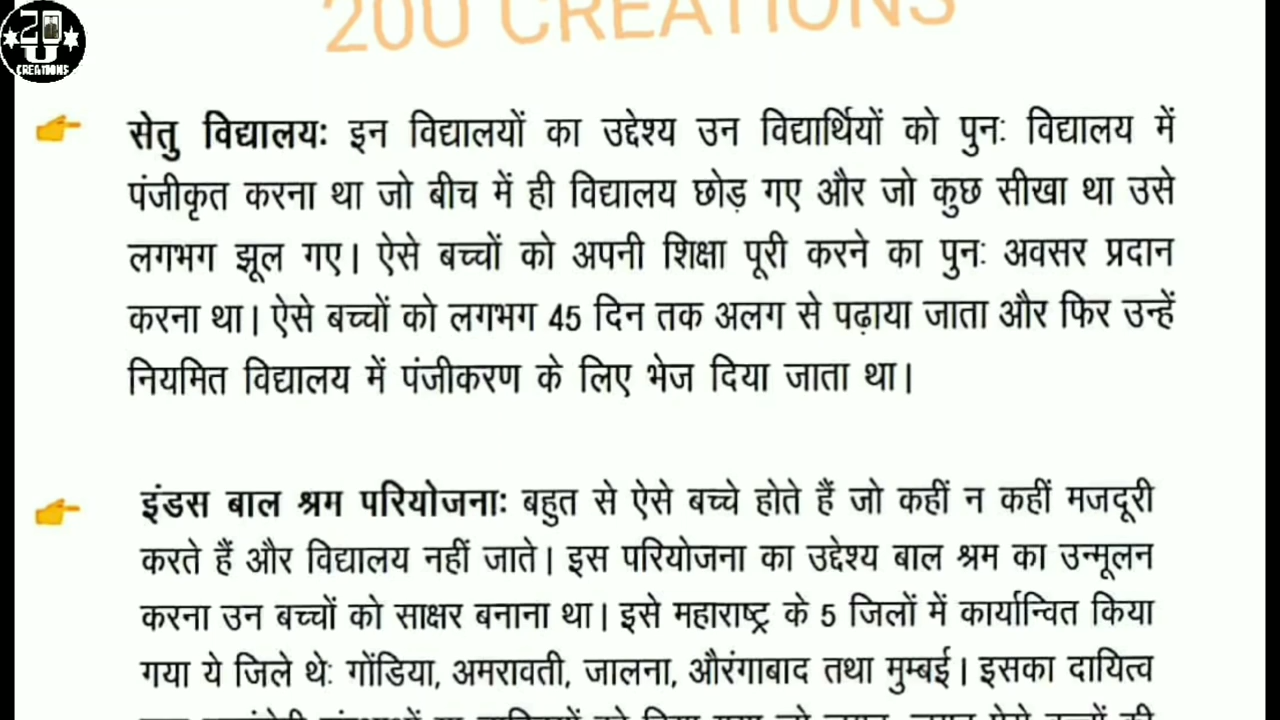 20U CREATIONS
20
U
CREATIONS
सेतु विद्यालयः इन विद्यालयों का उद्देश्य उन विद्यार्थियों को पुनः विद्यालय में
पंजीकृत करना था जो बीच में ही विद्यालय छोड़ गए और जो कुछ सीखा था उसे
लगभग झूल गए। ऐसे बच्चों को अपनी शिक्षा पूरी करने का पुनः अवसर प्रदान
करना था। ऐसे बच्चों को लगभग 45 दिन तक अलग से पढ़ाया जाता और फिर उन्हें
नियमित विद्यालय में पंजीकरण के लिए भेज दिया जाता था।
इंडस बाल श्रम परियोजनाः बहुत से ऐसे बच्चे होते हैं जो कहीं न कहीं मजदूरी
करते हैं और विद्यालय नहीं जाते। इस परियोजना का उद्देश्य बाल श्रम का उन्मूलन
करना उन बच्चों को साक्षर बनाना था। इसे महाराष्ट्र के 5 जिलों में कार्यान्वित किया
गया ये जिले थेः गोंडिया, अमरावती, जालना, औरंगाबाद तथा मुम्बई। इसका दायित्व